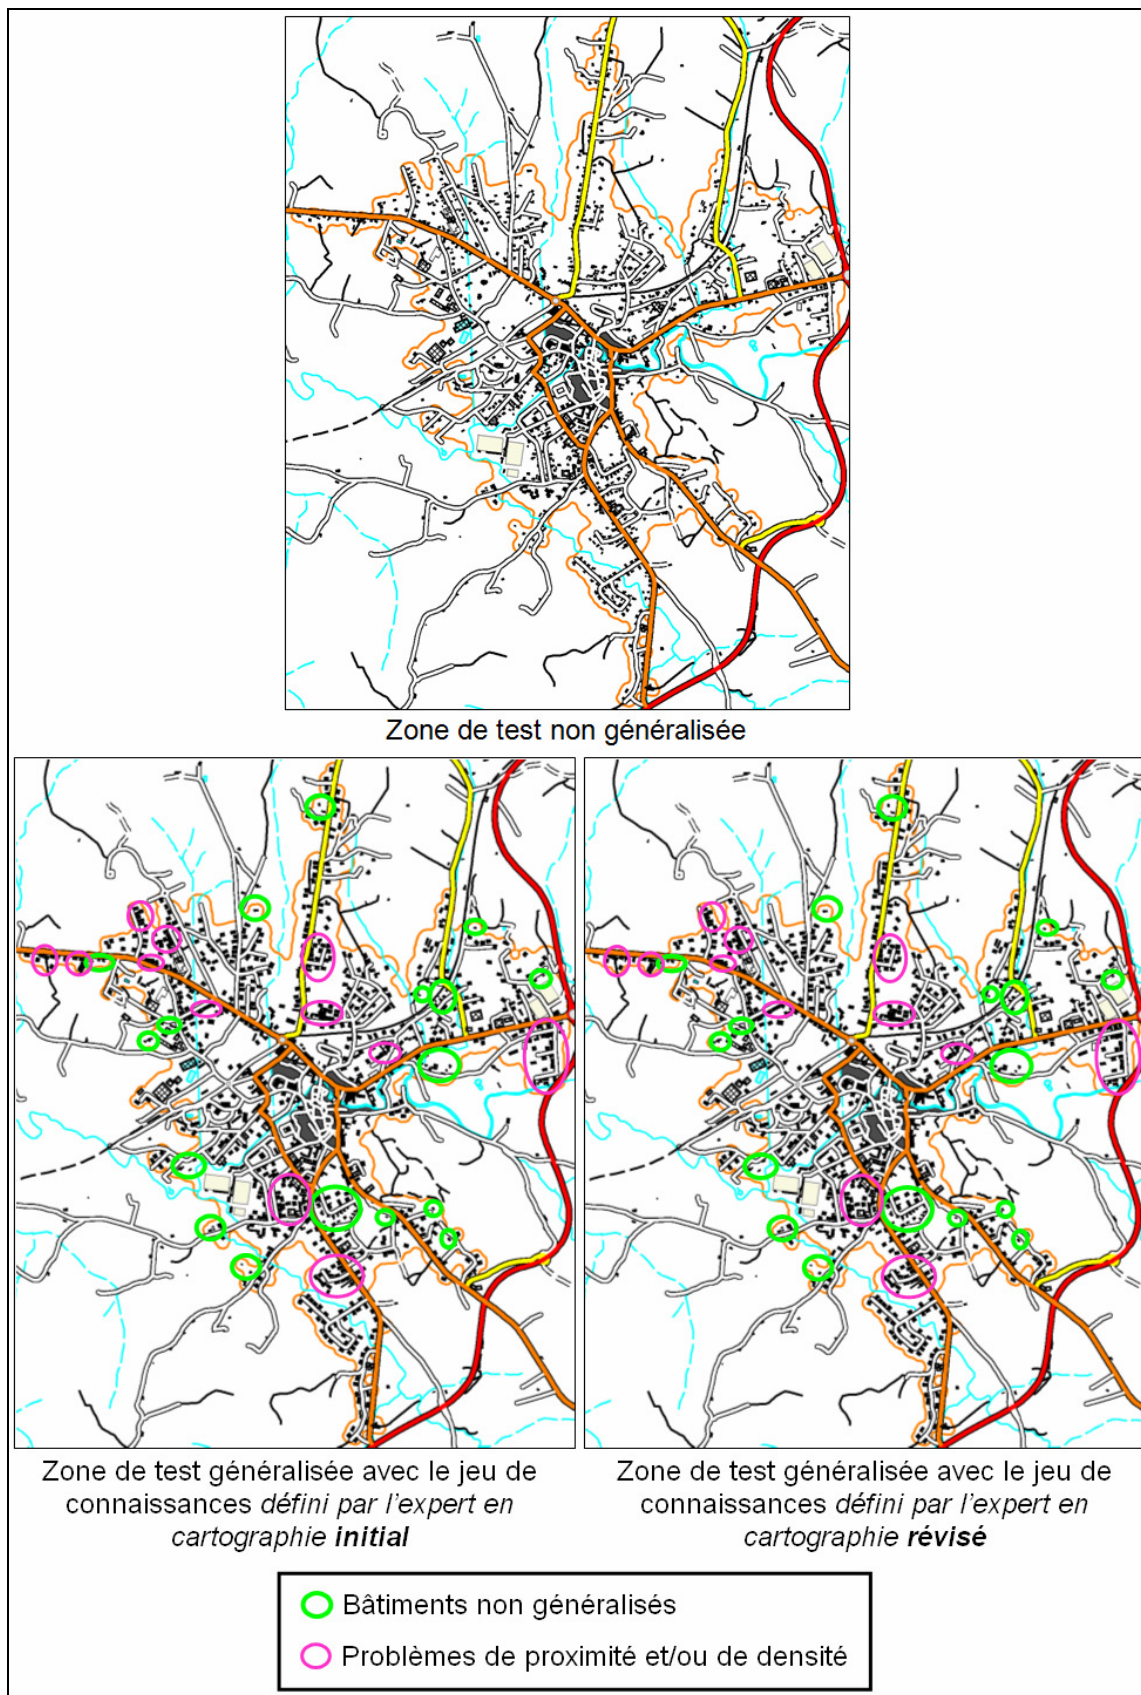 Zone de test non généralisée
Zone de test généralisée avec le jeu de
connaissances défini par l'expert en
cartographie initial
Zone de test généralisée avec le jeu de
connaissances défini par l'expert en
cartographie révisé
Bâtiments non généralisés
Problèmes de proximité et/ou de densité